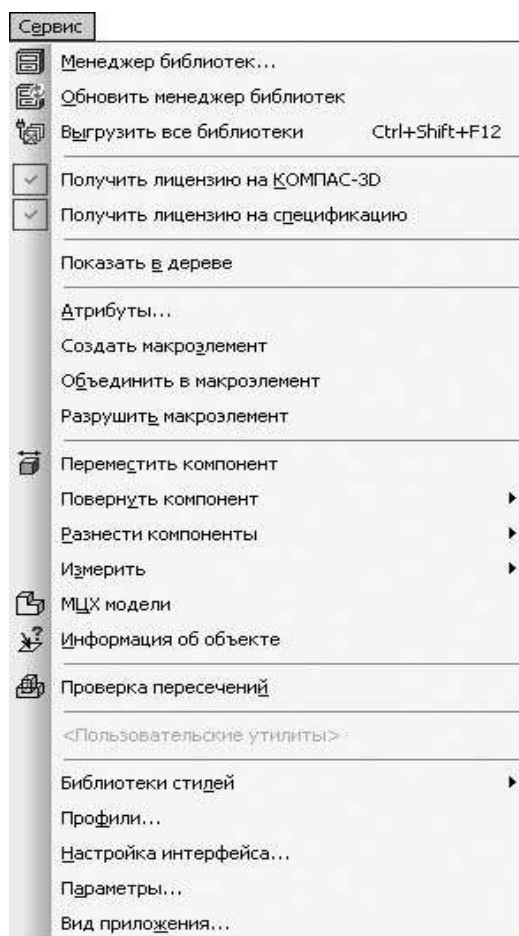 Сервис
Менеджер библиотек...
Обновить менеджер библиотек
Выгрузить все библиотеки Ctrl+Shift+F12
Получить лицензию на КОМПАС-3D
Получить лицензию на спецификацию
Показать в дереве
Атрибуты...
Создать макроэлемент
Объединить в макроэлемент
Разрушить макроэлемент
Переместить компонент
Повернуть компонент
Разнести компоненты
Измерить
МЦХ модели
Информация об объекте
Проверка пересечений
<Пользовательские утилиты>
Библиотеки стилей
Профили...
Настройка интерфейса...
Параметры...
Вид приложения...